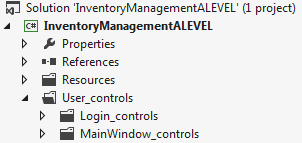 Solution 'InventoryManagementALEVEL' (1 project)
C# InventoryManagementALEVEL
Properties
References
Resources
User_controls
Login_controls
MainWindow_controls